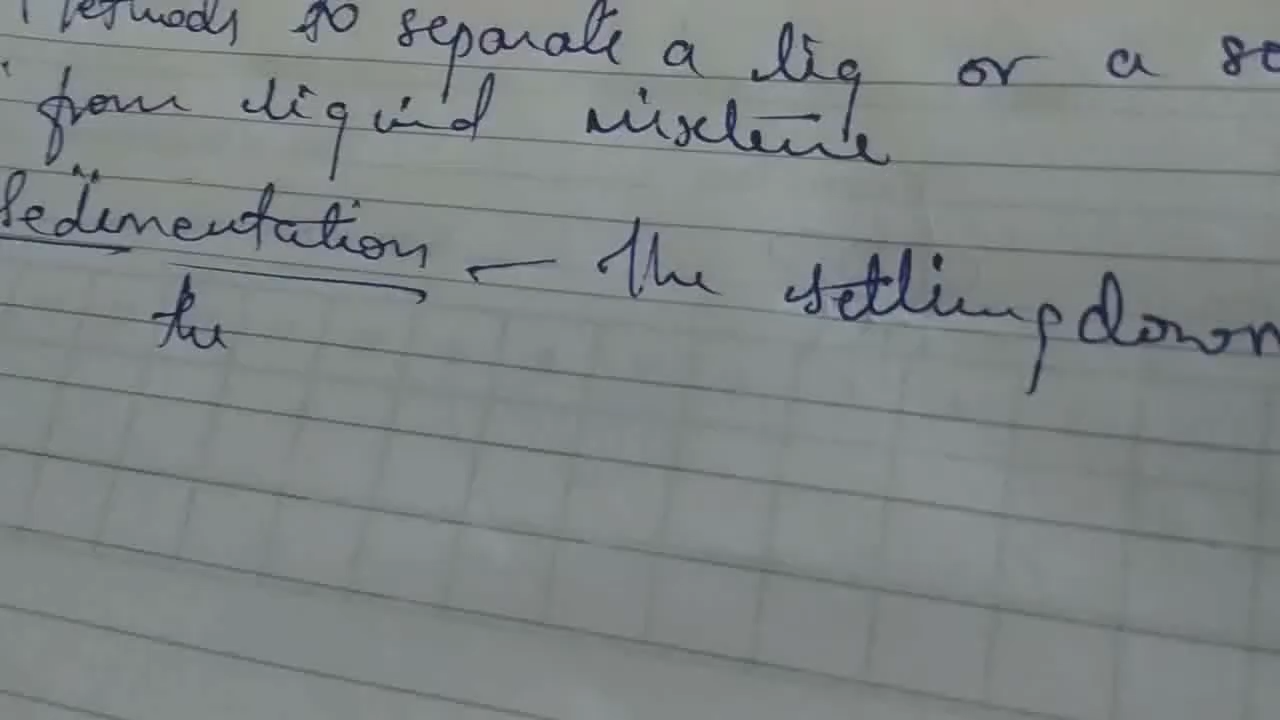 Methods to separate a liq or a
from liquid mixture
Sedimentation – The settling down
the